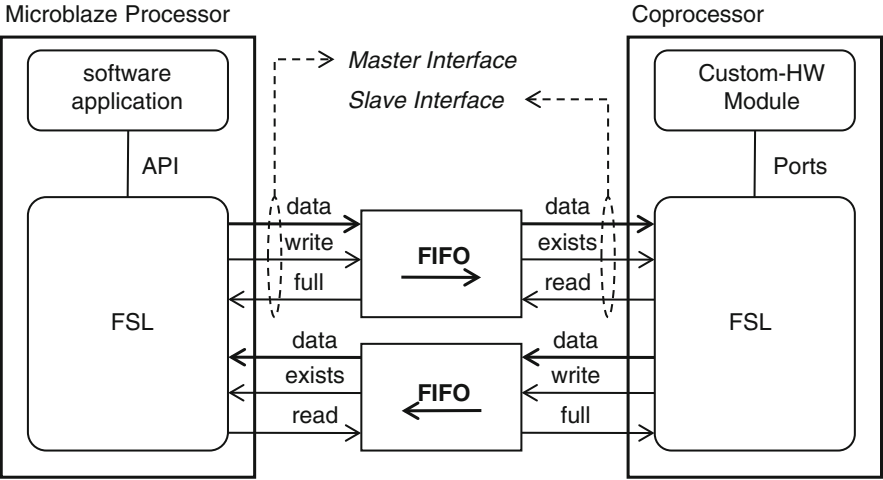 Microblaze Processor
Coprocessor
software
application
Master Interface
Slave Interface
Custom-HW
Module
API
Ports
data
data
write
FIFO
exists
full
read
FSL
FSL
data
data
exists
FIFO
write
read
full